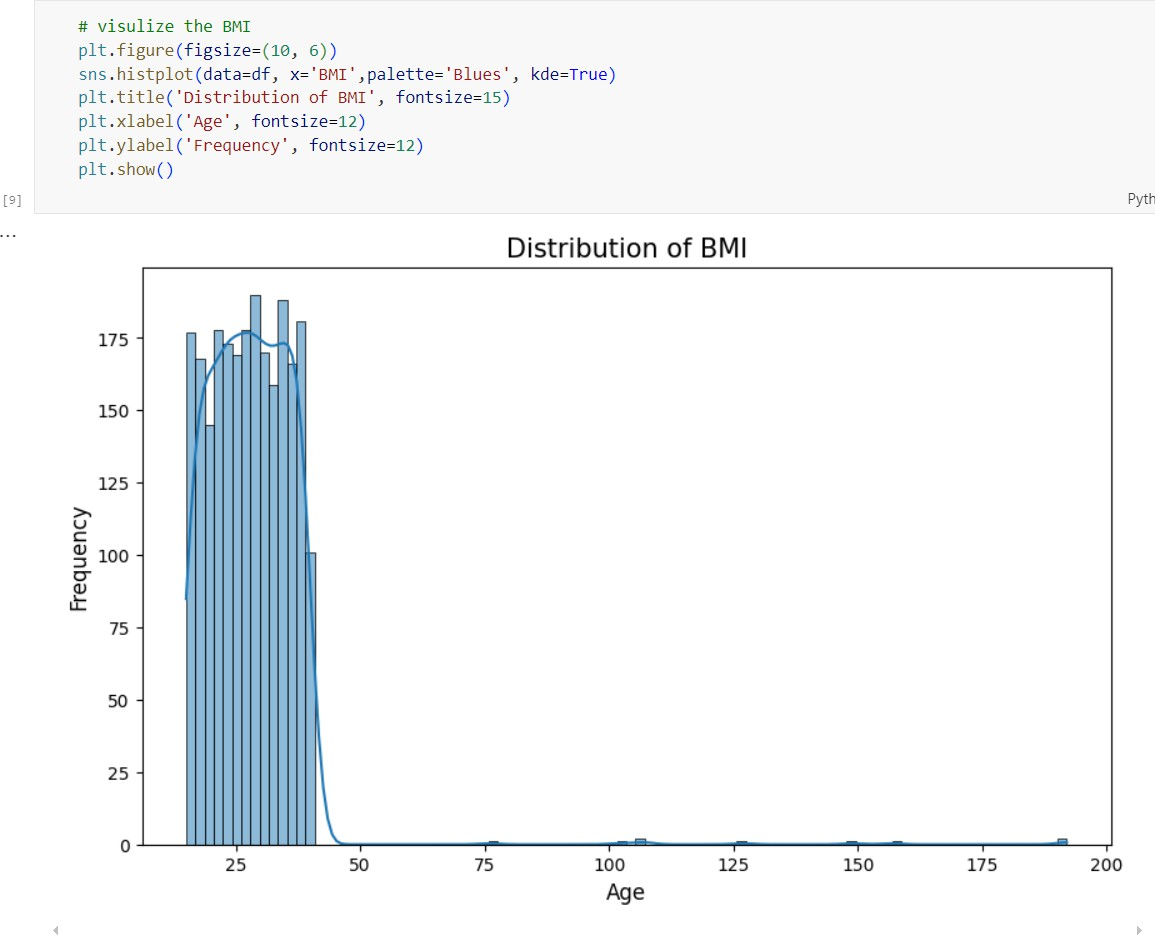 # visulize the BMI
plt.figure(figsize=(10, 6))
sns.histplot(data=df, x='BMI',palette='Blues', kde=True)
plt.title('Distribution of BMI', fontsize=15)
plt.xlabel('Age', fontsize=12)
plt.ylabel('Frequency', fontsize=12)
plt.show()
[9]
Pyth
...
Distribution of BMI
175
150
125
100
75
50
25
0
Frequency
25 50 75 100 125 150 175 200
Age